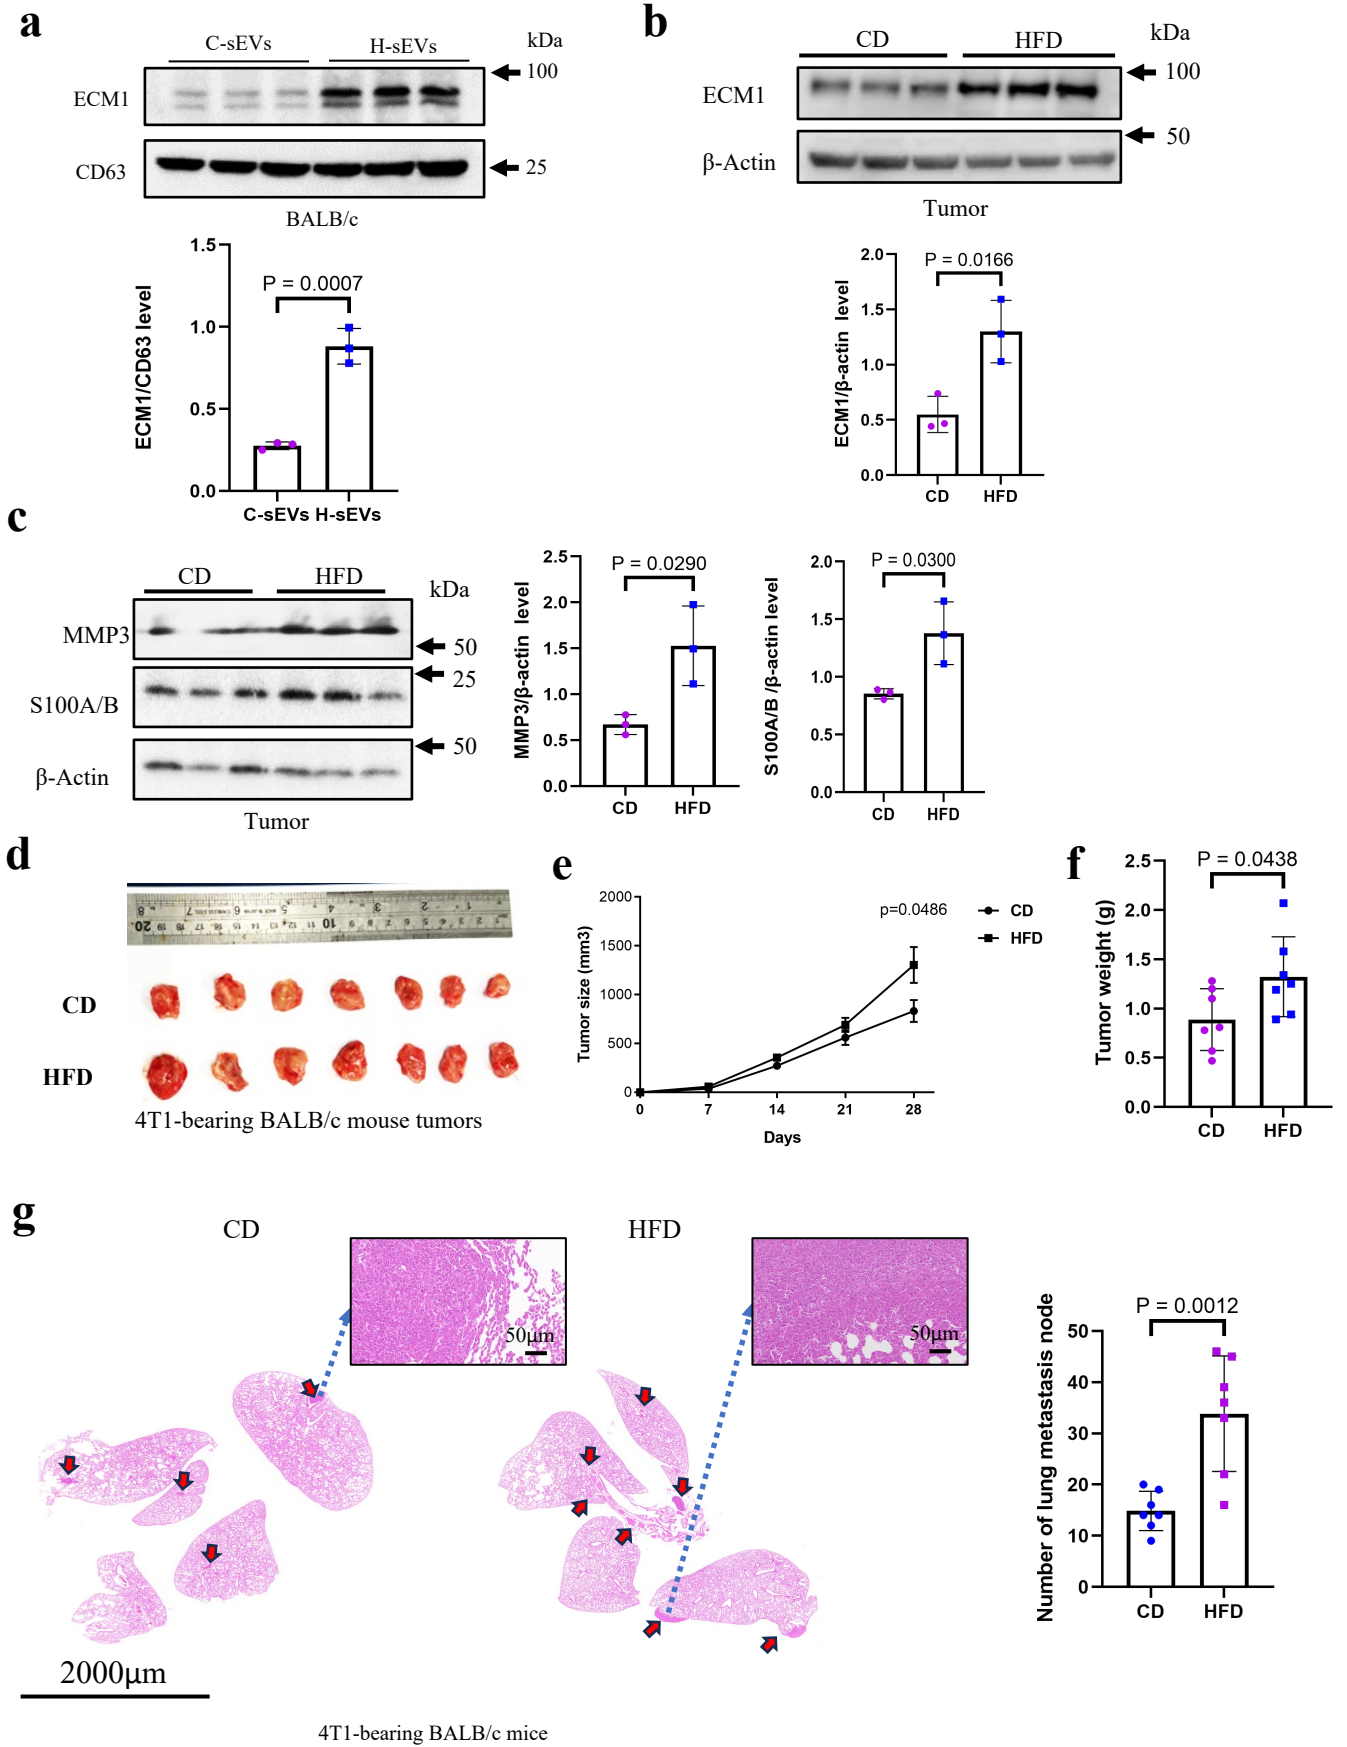 a
C-sEVs
H-sEVs
kDa
ECM1
100
CD63
25
BALB/c
ECM1/CD63 level
1.5
1.0
0.5
0.0
P = 0.0007
C-sEVs H-sEVs
b
CD
HFD
kDa
ECM1
100
β-Actin
50
Tumor
ECM1/β-actin level
2.0
1.5
1.0
0.5
0.0
P = 0.0166
CD
HFD
c
CD
HFD
kDa
MMP3
50
S100A/B
25
β-Actin
50
Tumor
MMP3/β-actin level
2.5
2.0
1.5
1.0
0.5
0.0
P = 0.0290
CD
HFD
S100A/B /β-actin level
2.0
1.5
1.0
0.5
0.0
P = 0.0300
CD
HFD
d
CD
HFD
4T1-bearing BALB/c mouse tumors
e
Tumor size (mm3)
2000
1500
1000
500
0
p=0.0486
CD
HFD
0 7 14 21 28
Days
f
Tumor weight (g)
2.5
2.0
1.5
1.0
0.5
0.0
P = 0.0438
CD
HFD
g
CD
HFD
50μm
50μm
2000μm
4T1-bearing BALB/c mice
Number of lung metastasis node
50
40
30
20
10
0
P = 0.0012
CD
HFD